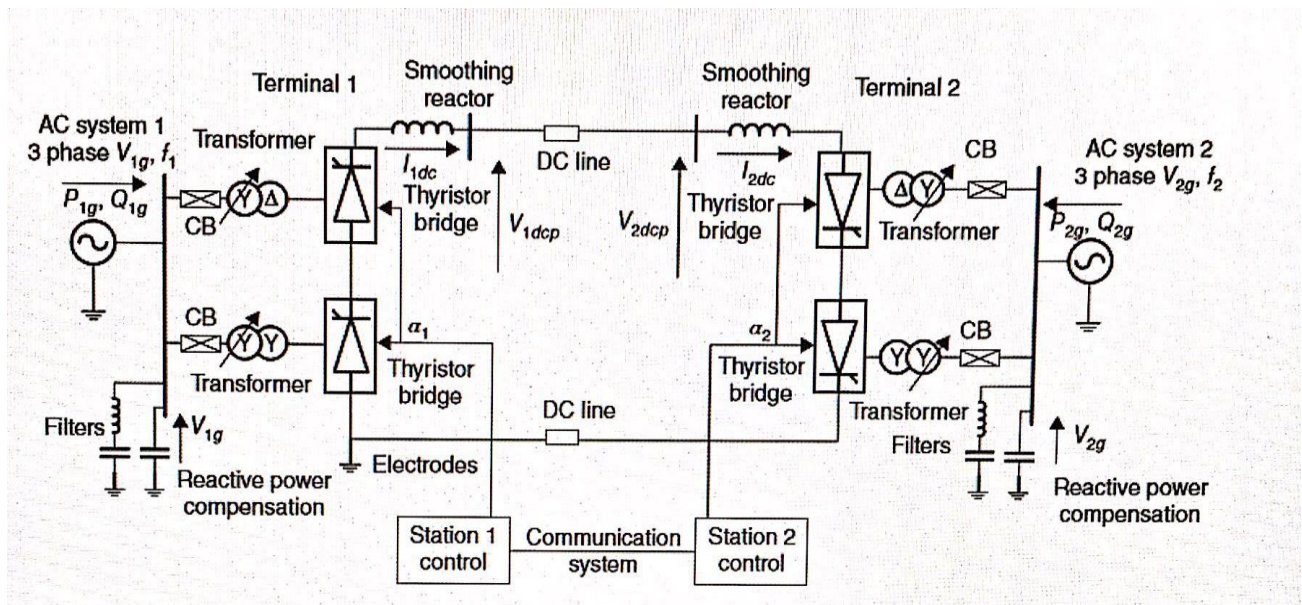 Terminal 1
Smoothing
reactor
Smoothing
reactor
Terminal 2
AC system 1
3 phase V1g, f1
Transformer
I1dc
DC line
I2dc
CB
AC system 2
3 phase V2g, f2
P1g, Q1g
CB
Δ
Y
Thyristor
bridge
V1dcp
V2dcp
Thyristor
bridge
Δ
Y
Transformer
P2g, Q2g
CB
Y
Y
α1
α2
Y
Y
CB
Transformer
Thyristor
bridge
Thyristor
bridge
Transformer
Filters
V1g
DC line
Filters
V2g
Electrodes
Reactive power
compensation
Reactive power
compensation
Station 1
control
Communication
system
Station 2
control